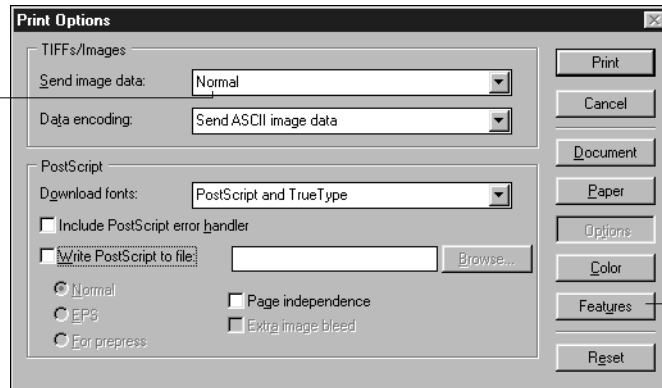 Print Options
TIFFs/Images
Send image data:
Normal
Data encoding:
Send ASCII image data
PostScript
Download fonts:
PostScript and TrueType
Include PostScript error handler
Write PostScript to file:
Browse...
Normal
EPS
For prepress
Page independence
Extra image bleed
Print
Cancel
Document
Paper
Options
Color
Features
Reset